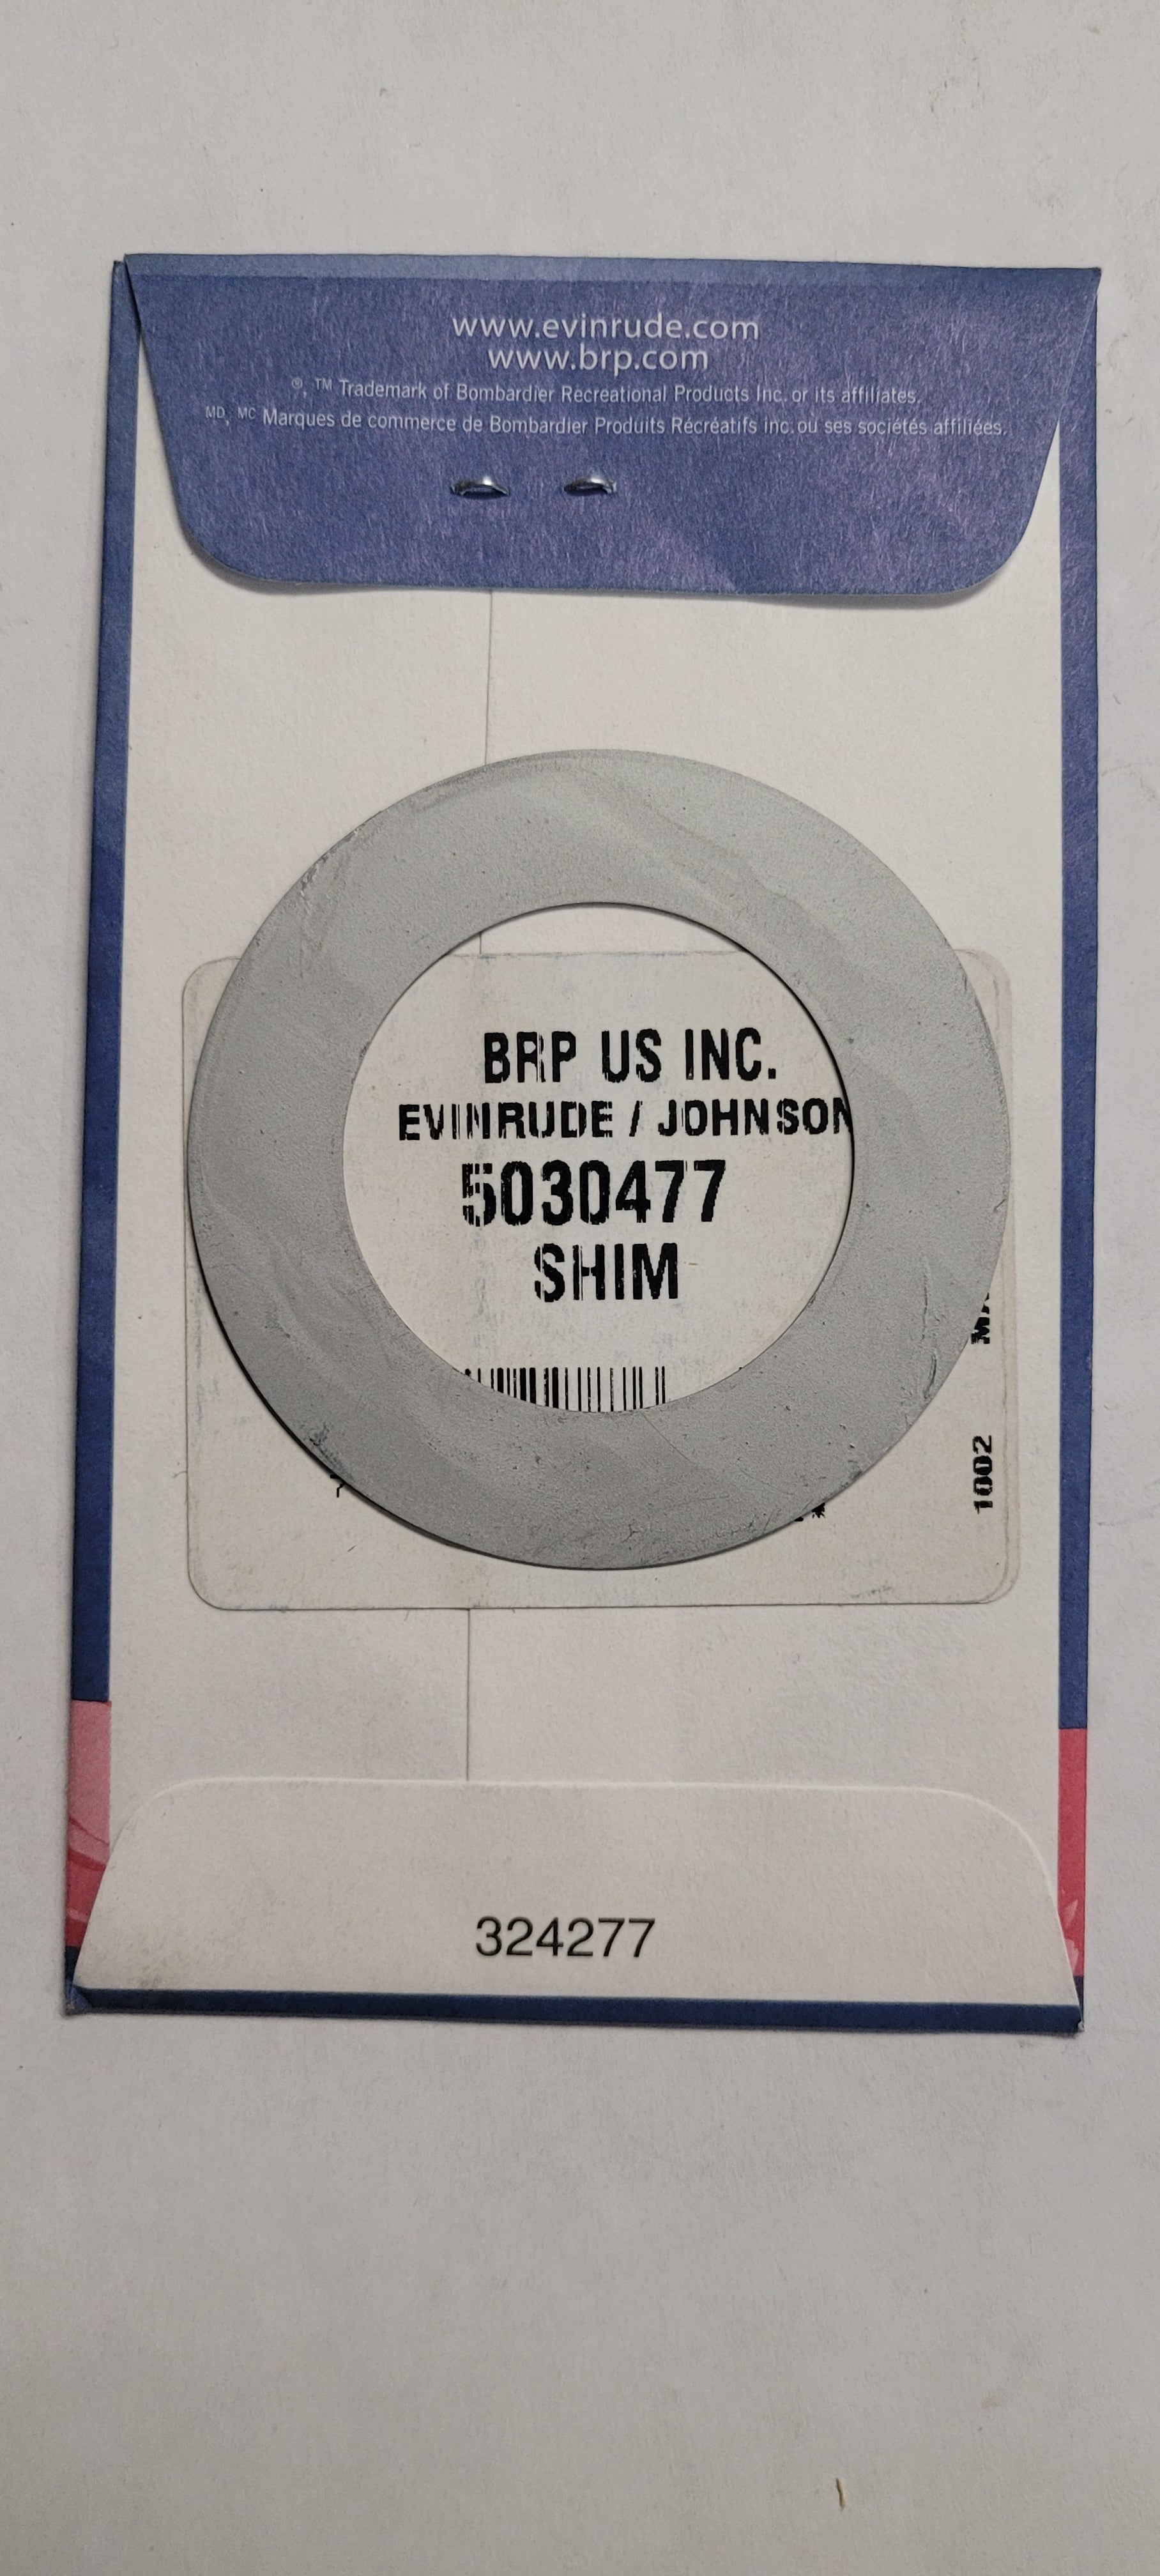 www.evinrude.com
www.brp.com
®, ™ Trademark of Bombardier Recreational Products Inc. or its affiliates.
MD, MC Marques de commerce de Bombardier Produits Récréatifs inc. ou ses sociétés affiliées.
BRP US INC.
EVINRUDE / JOHNSON
5030477
SHIM
1002
324277